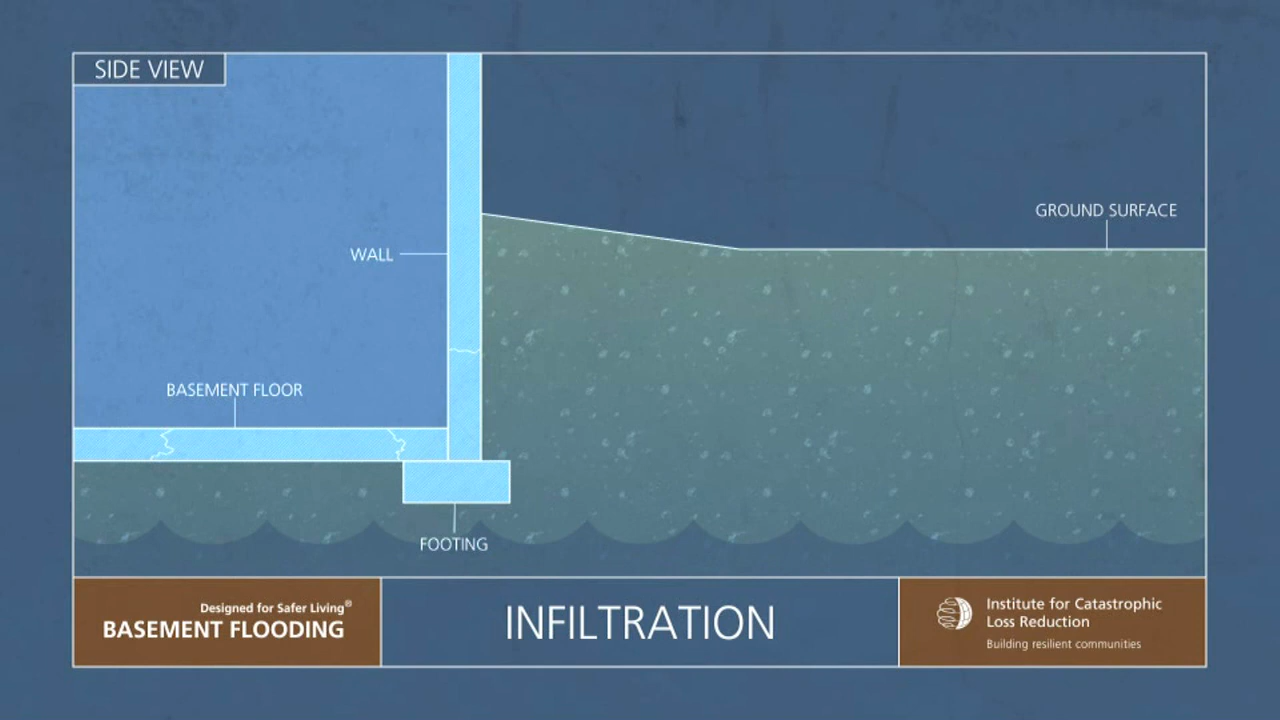 SIDE VIEW
GROUND SURFACE
WALL
BASEMENT FLOOR
FOOTING
Designed for Safer Living®
BASEMENT FLOODING
INFILTRATION
Institute for Catastrophic
Loss Reduction
Building resilient communities